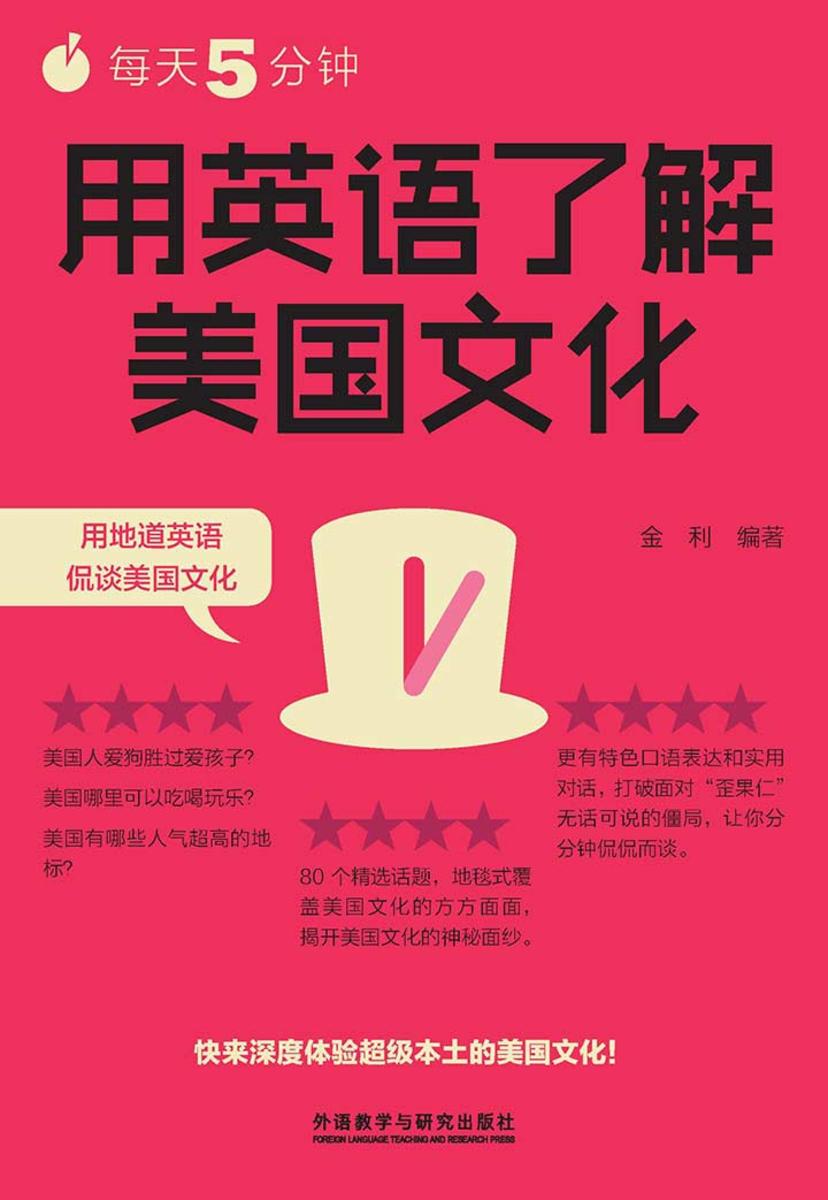 每天5分钟
用英语了解
美国文化
用地道英语
侃谈美国文化
金 利 编著
美国人爱狗胜过爱孩子?
美国哪里可以吃喝玩乐?
美国有哪些人气超高的地
标?
80 个精选话题，地毯式覆
盖美国文化的方方面面，
揭开美国文化的神秘面纱。
更有特色口语表达和实用
对话，打破面对“歪果仁”
无话可说的僵局，让你分
分钟侃侃而谈。
快来深度体验超级本土的美国文化!
外语教学与研究出版社
FOREIGN LANGUAGE TEACHING AND RESEARCH PRESS